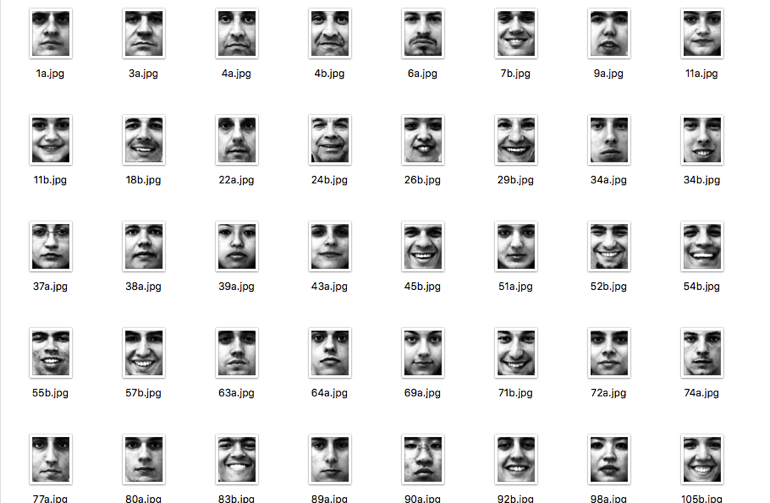 1a.jpg 3a.jpg 4a.jpg 4b.jpg 6a.jpg 7b.jpg 9a.jpg 11a.jpg
11b.jpg 18b.jpg 22a.jpg 24b.jpg 26b.jpg 29b.jpg 34a.jpg 34b.jpg
37a.jpg 38a.jpg 39a.jpg 43a.jpg 45b.jpg 51a.jpg 52b.jpg 54b.jpg
55b.jpg 57b.jpg 63a.jpg 64a.jpg 69a.jpg 71b.jpg 72a.jpg 74a.jpg
77a.jpg 80a.jpg 83b.jpg 89a.jpg 90a.jpg 92b.jpg 98a.jpg 105b.jpg